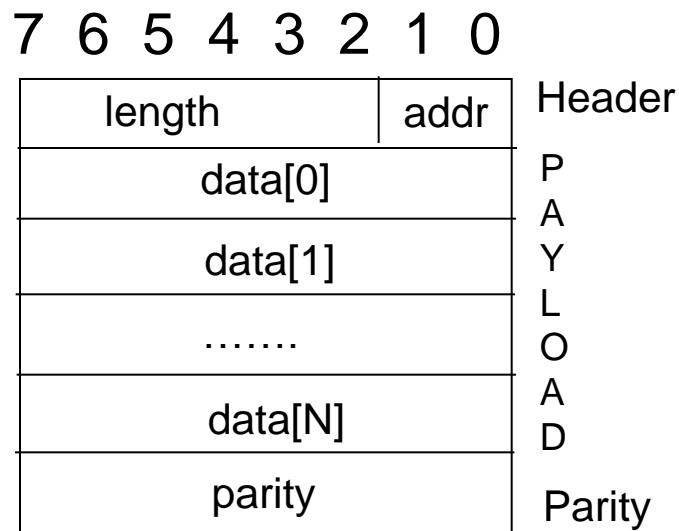 7 6 5 4 3 2 1 0
length addr Header
data[0]
data[1]
.......
data[N]
parity
P
A
Y
L
O
A
D
Parity